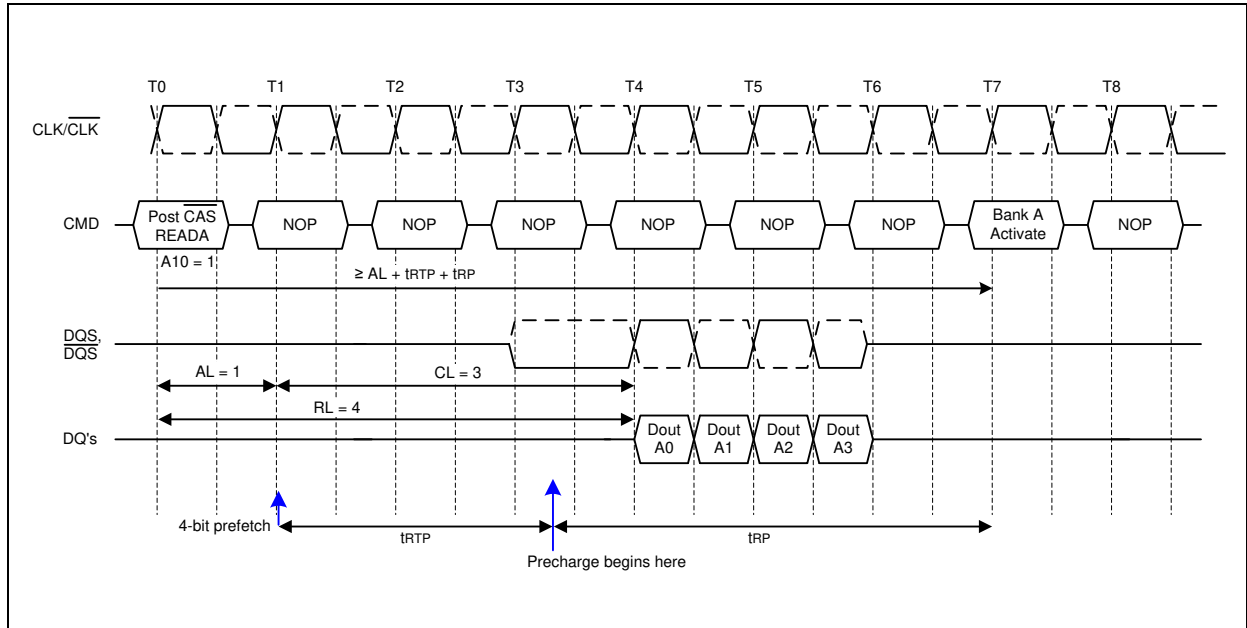 T0 T1 T2 T3 T4 T5 T6 T7 T8
CLK/CLK
CMD
Post CAS
READA
NOP NOP NOP NOP NOP NOP
Bank A
Activate
NOP
A10 = 1
≥ AL + tRTP + tRP
DQS,
DQS
AL = 1
CL = 3
RL = 4
DQ's
Dout
A0
Dout
A1
Dout
A2
Dout
A3
4-bit prefetch
tRTP
tRP
Precharge begins here